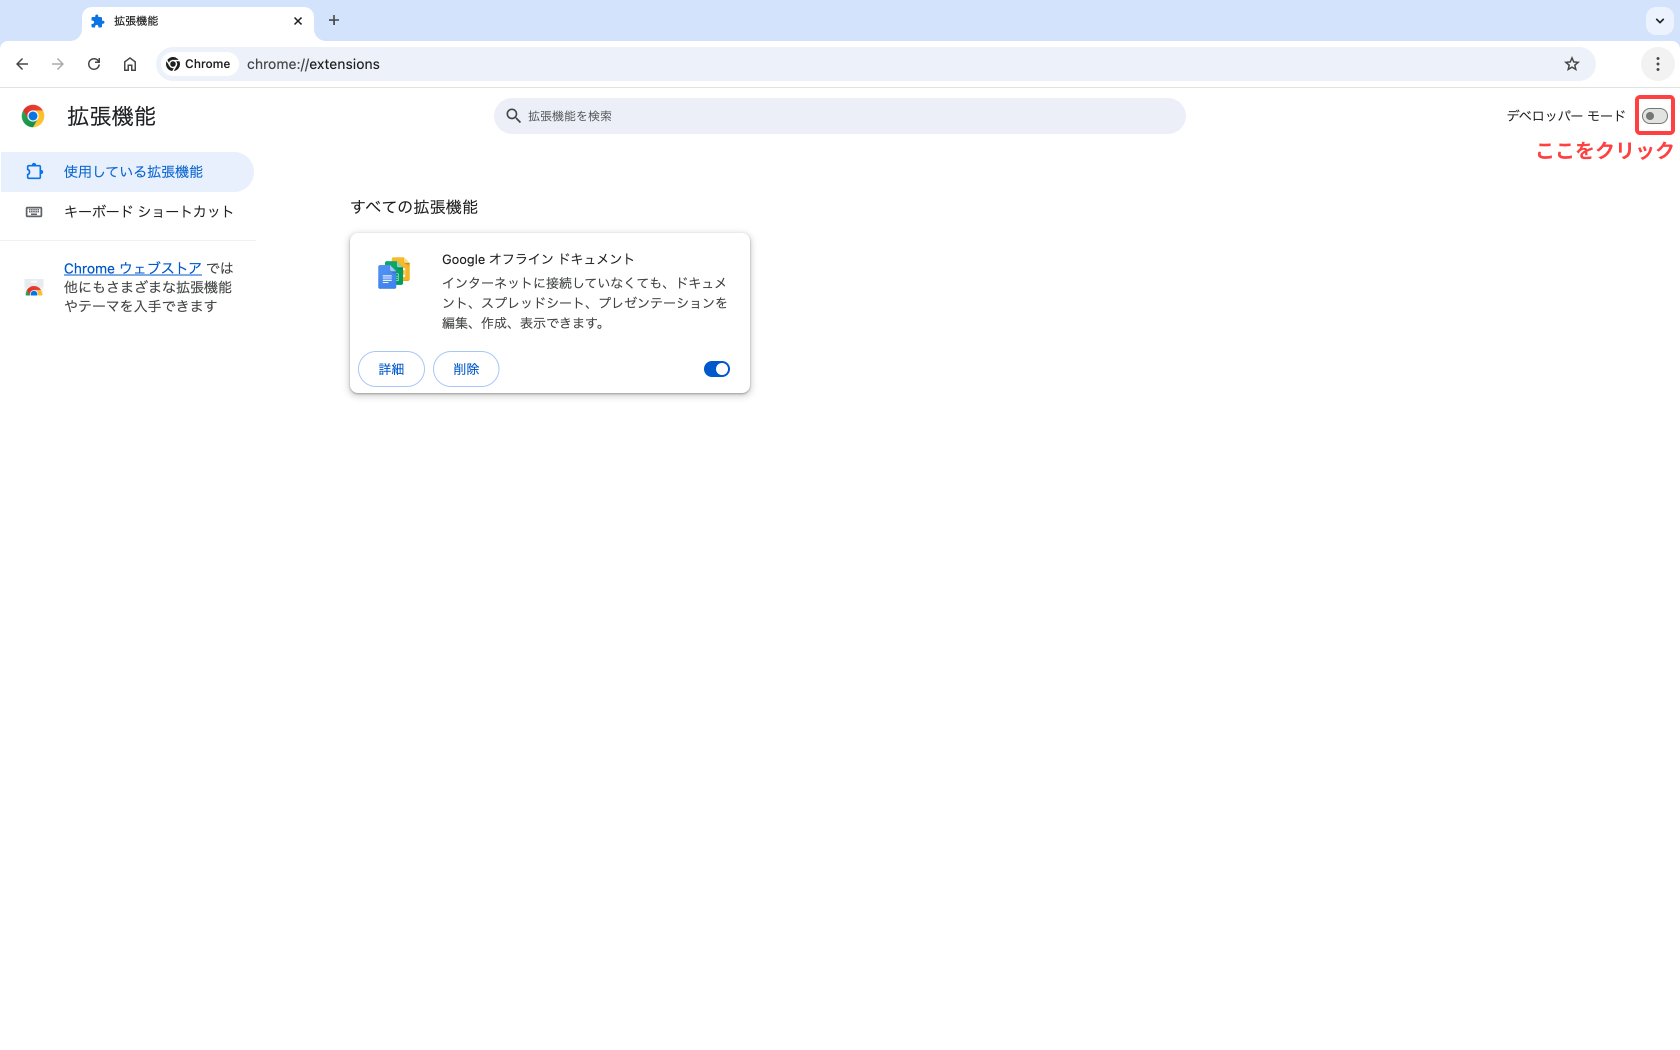 拡張機能
Chrome
chrome://extensions
拡張機能
拡張機能を検索
デベロッパー モード
ここをクリック
使用している拡張機能
キーボード ショートカット
Chrome ウェブストア では
他にもさまざまな拡張機能
やテーマを入手できます
すべての拡張機能
Google オフライン ドキュメント
インターネットに接続していなくても、ドキュメ
ント、スプレッドシート、プレゼンテーションを
編集、作成、表示できます。
詳細
削除